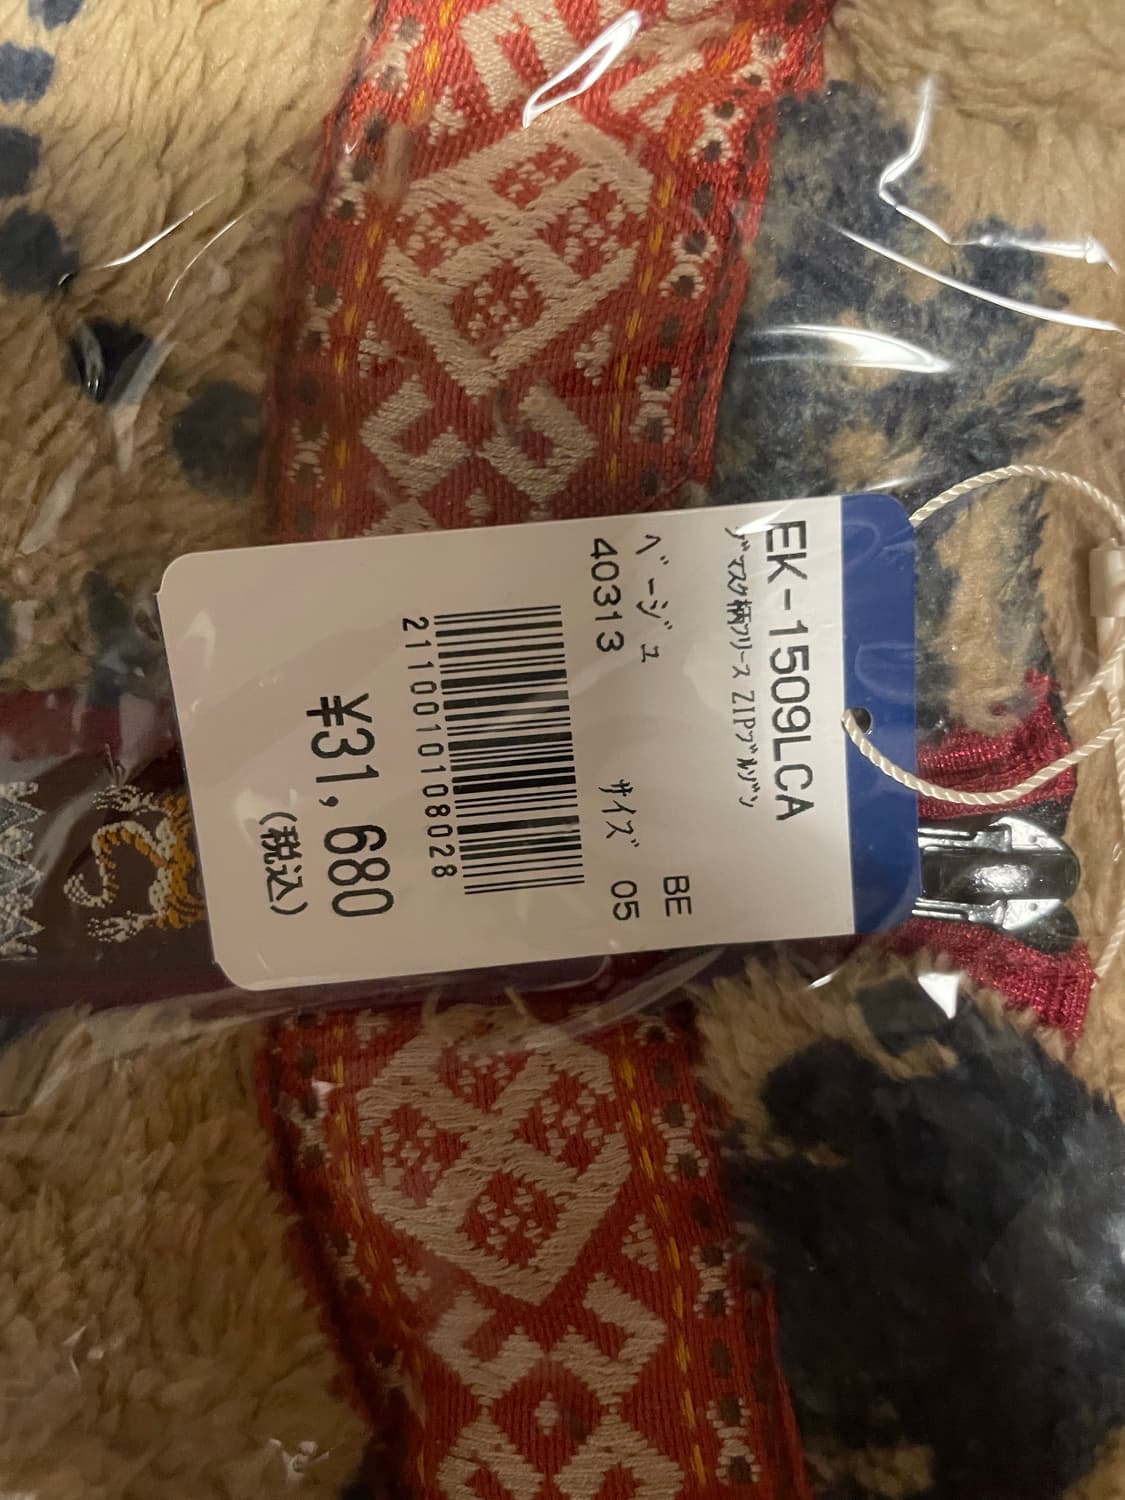 EK-1509LCA
ダマスク柄フリース ZIPブルゾン
ベージュ BE
40313 サイズ 05
2110010108028
¥31,680
(税込)